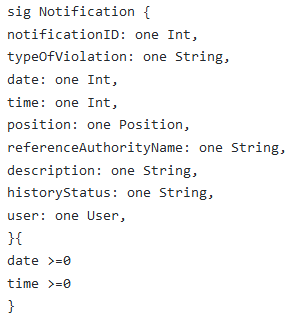 sig Notification {
notificationID: one Int,
typeOfViolation: one String,
date: one Int,
time: one Int,
position: one Position,
referenceAuthorityName: one String,
description: one String,
historyStatus: one String,
user: one User,
}{
date >=0
time >=0
}